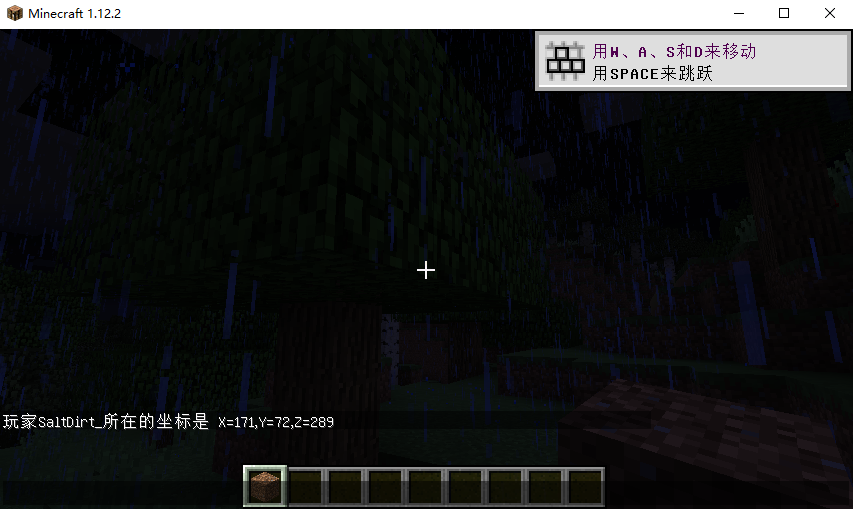 Minecraft 1.12.2
用W、A、S和D来移动
用SPACE来跳跃
玩家SaltDirt_所在的坐标是 X=171,Y=72,Z=289